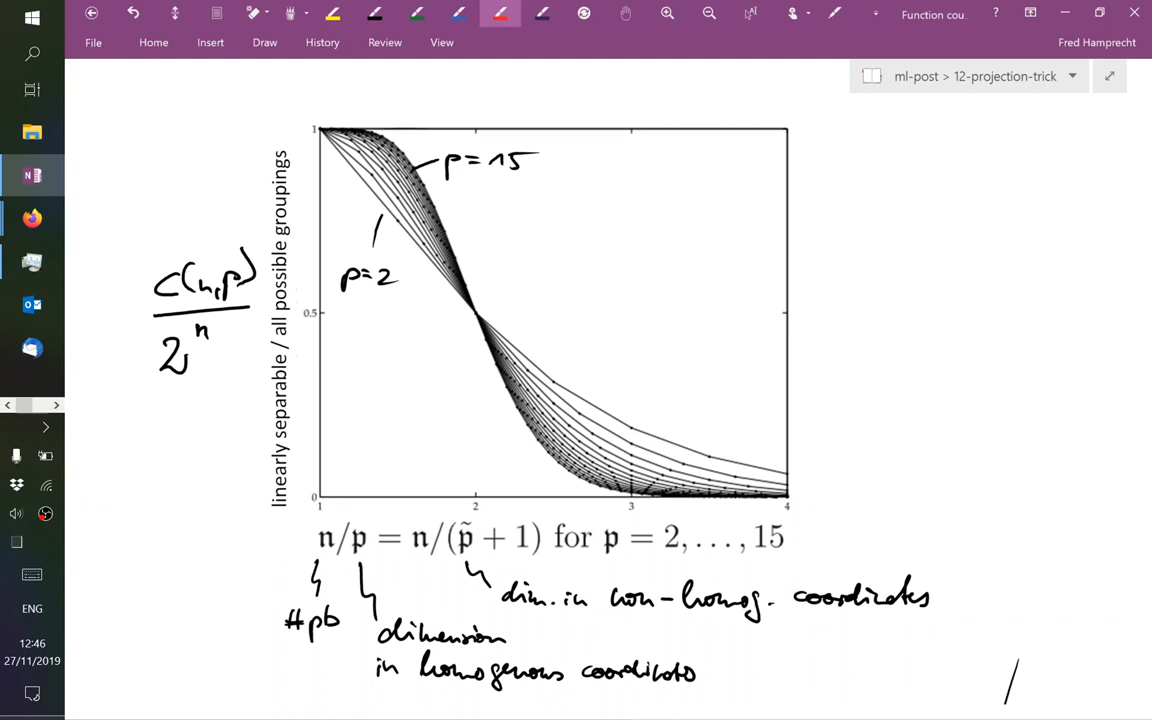 Function cou...
File Home Insert Draw History Review View
Fred Hamprecht
ml-post > 12-projection-trick
linearly separable / all possible groupings
C(n,p)
2^n
1
0.5
0
p=15
p=2
1 2 3 4
n/p = n/(p̃ + 1) for p = 2, . . . , 15
#pts
dim. in non-homog. coordinates
dimension
in homogenous coordinates
ENG
12:46
27/11/2019